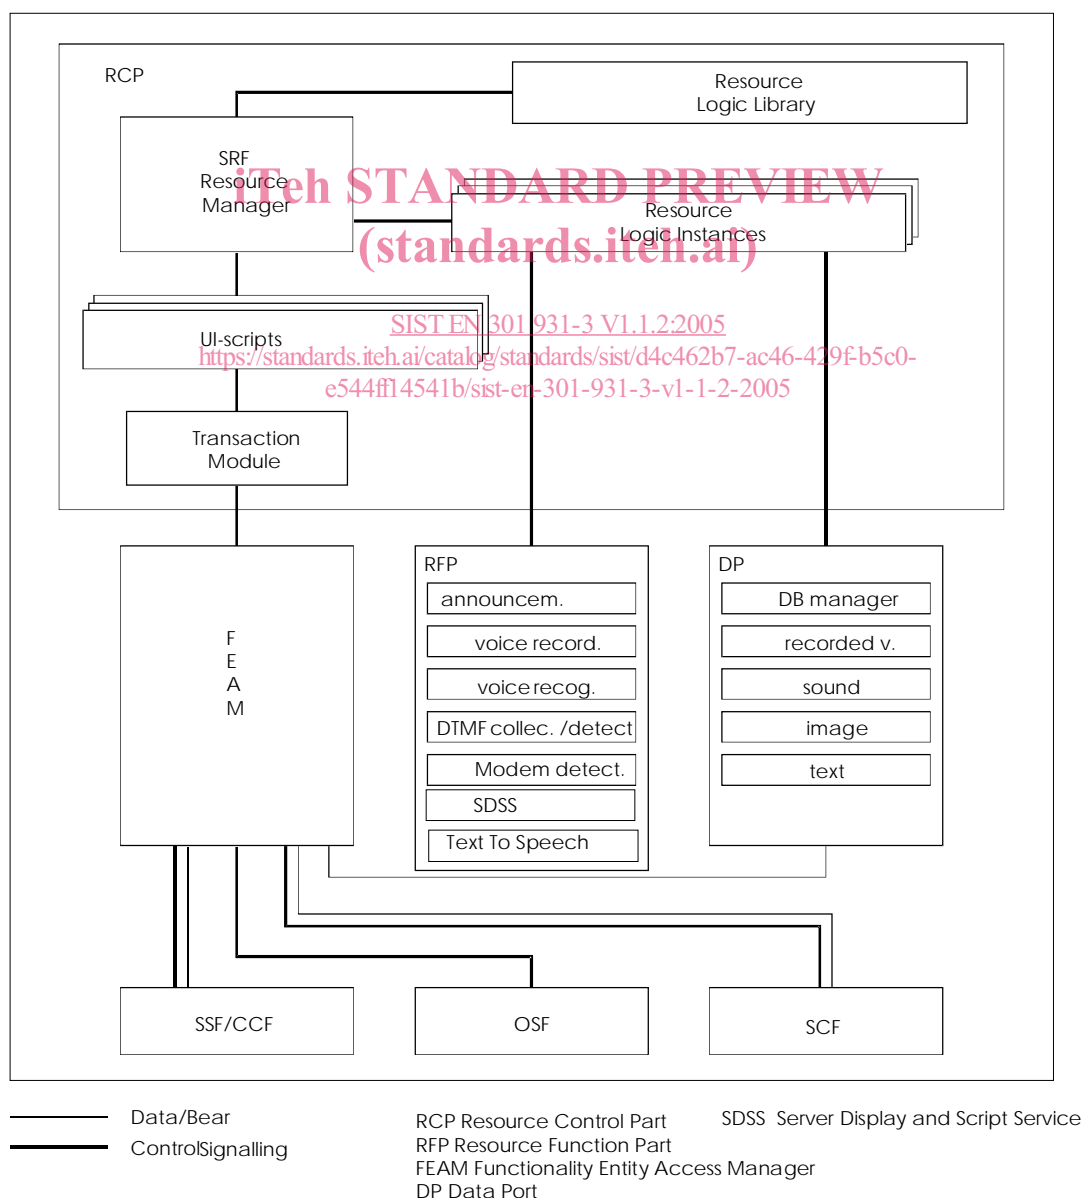 RCP
Resource
Logic Library
SRF
Resource
Manager
iTeh STANDARD PREVIEW
(standards.iteh.ai)
Resource
Logic Instances
SIST EN 301 931-3 V1.1.2:2005
https://standards.iteh.ai/catalog/standards/sist/d4c462b7-ac46-429f-b5c0-
e544ff14541b/sist-en-301-931-3-v1-1-2-2005
UI-scripts
Transaction
Module
F
E
A
M
RFP
announcem.
voice record.
voice recog.
DTMF collec. /detect
Modem detect.
SDSS
Text To Speech
DP
DB manager
recorded v.
sound
image
text
SSF/CCF
OSF
SCF
Data/Bear
ControlSignalling
RCP Resource Control Part
RFP Resource Function Part
FEAM Functionality Entity Access Manager
DP Data Port
SDSS Server Display and Script Service